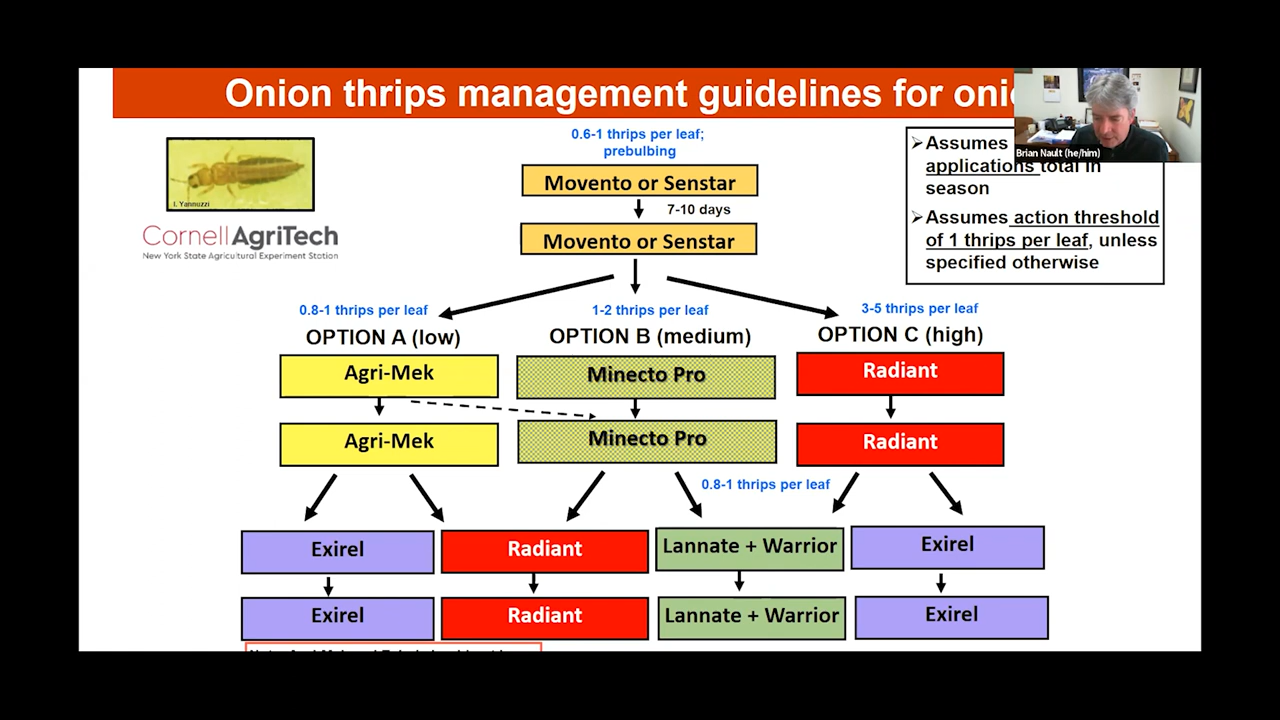 Onion thrips management guidelines for
Brian Nault (he/him)
I. Yannuzzi
Cornell AgriTech
New York State Agricultural Experiment Station
0.6-1 thrips per leaf;
prebulbing
Movento or Senstar
7-10 days
Movento or Senstar
➢Assumes
applications total in
season
➢Assumes action threshold
of 1 thrips per leaf, unless
specified otherwise
0.8-1 thrips per leaf
1-2 thrips per leaf
3-5 thrips per leaf
OPTION A (low)
OPTION B (medium)
OPTION C (high)
Agri-Mek
Minecto Pro
Radiant
Agri-Mek
Minecto Pro
Radiant
0.8-1 thrips per leaf
Exirel
Radiant
Lannate + Warrior
Exirel
Exirel
Radiant
Lannate + Warrior
Exirel